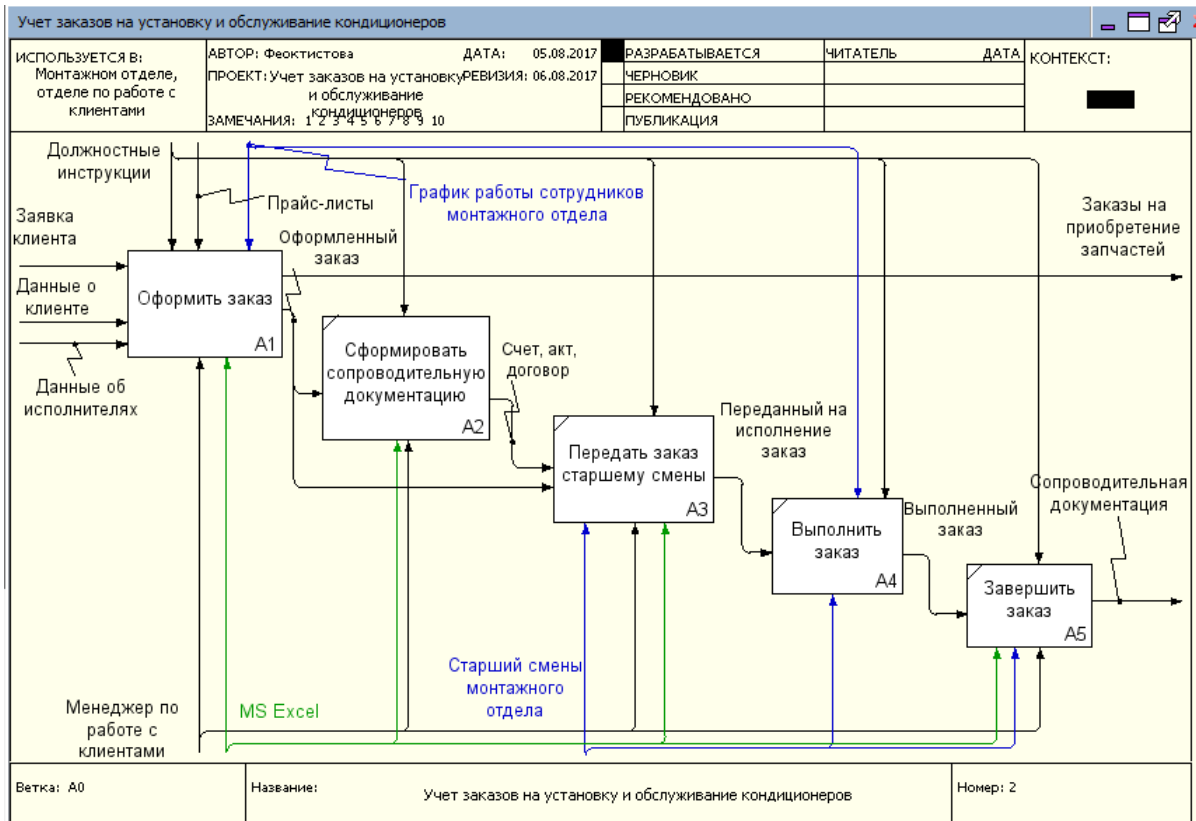 Учет заказов на установку и обслуживание кондиционеров
ИСПОЛЬЗУЕТСЯ В:
Монтажном отделе,
отделе по работе с
клиентами
АВТОР: Феоктистова
ДАТА: 05.08.2017
ПРОЕКТ: Учет заказов на установку
и обслуживание
кондиционеров
РЕВИЗИЯ: 06.08.2017
ЗАМЕЧАНИЯ: 1 2 3 4 5 6 7 8 9 10
РАЗРАБАТЫВАЕТСЯ
ЧЕРНОВИК
РЕКОМЕНДОВАНО
ПУБЛИКАЦИЯ
ЧИТАТЕЛЬ
ДАТА
КОНТЕКСТ:
Должностные
инструкции
Прайс-листы
График работы сотрудников
монтажного отдела
Заявка
клиента
Оформленный
заказ
Заказы на
приобретение
запчастей
Данные о
клиенте
Оформить заказ
A1
Данные об
исполнителях
Сформировать
сопроводительную
документацию
A2
Счет, акт,
договор
Передать заказ
старшему смены
A3
Переданный на
исполнение
заказ
Выполнить
заказ
A4
Выполненный
заказ
Сопроводительная
документация
Завершить
заказ
A5
Старший смены
монтажного
отдела
Менеджер по
работе с
клиентами
MS Excel
Ветка: A0
Название:
Учет заказов на установку и обслуживание кондиционеров
Номер: 2